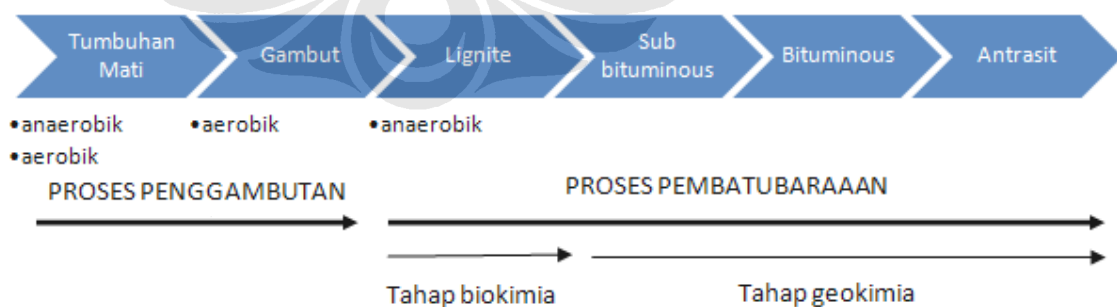 Tumbuhan
Mati
Gambut
Lignite
Sub
bituminous
Bituminous
Antrasit
•anaerobik
•aerobik
•aerobik
•anaerobik
PROSES PENGGAMBUTAN
PROSES PEMBATUBARAAAN
Tahap biokimia
Tahap geokimia